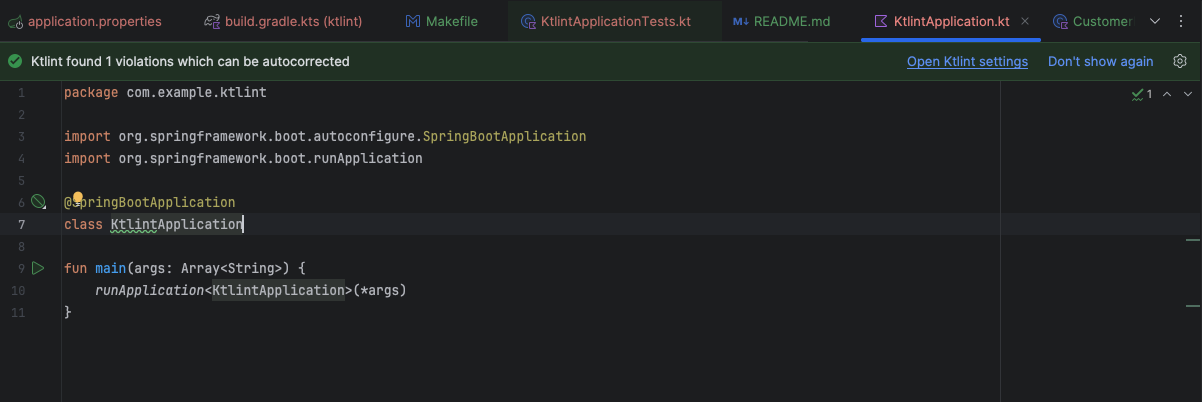 application.properties build.gradle.kts (ktlint) Makefile KtlintApplicationTests.kt M↓ README.md KtlintApplication.kt × Customer
Ktlint found 1 violations which can be autocorrected Open Ktlint settings Don't show again
1 package com.example.ktlint
2
3 import org.springframework.boot.autoconfigure.SpringBootApplication
4 import org.springframework.boot.runApplication
5
6 @SpringBootApplication
7 class KtlintApplication
8
9 fun main(args: Array<String>) {
10 runApplication<KtlintApplication>(*args)
11 }
1